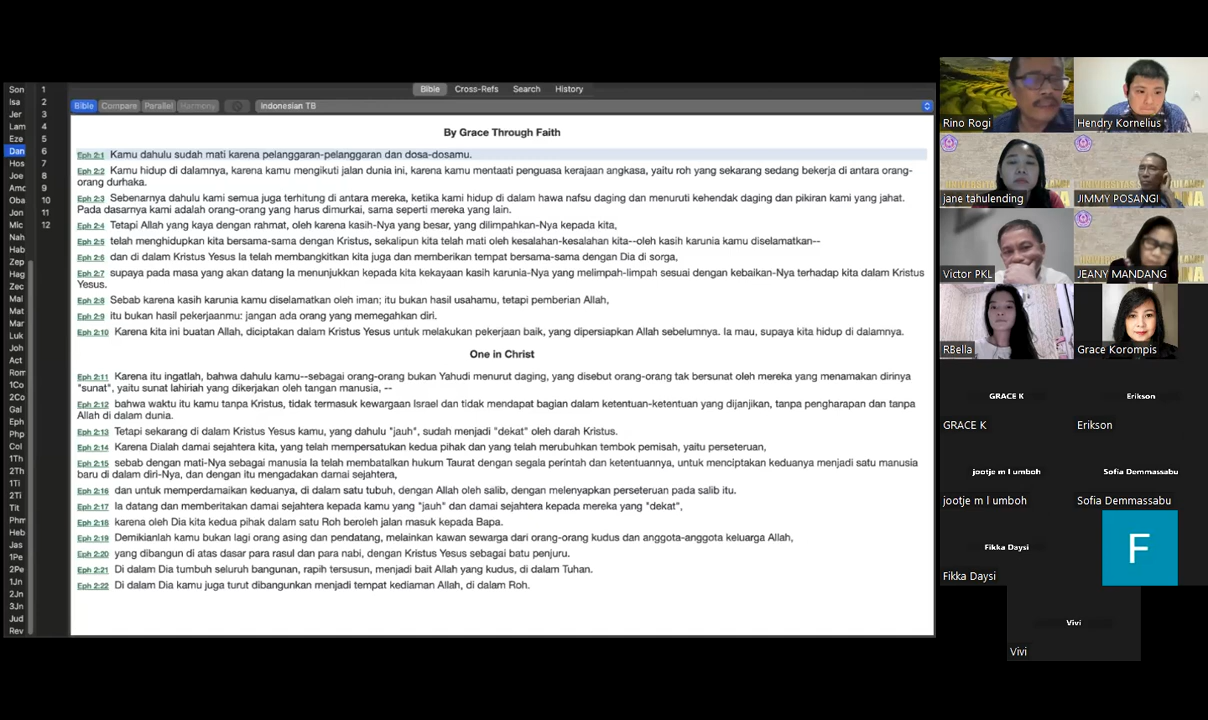 Bible Cross-Refs Search History
Bible Compare Parallel Harmony Indonesian TB
Son 1
Isa 2
Jer 3
Lam 4
Eze 5
Dan 6
Hos 7
Joe 8
Amo 9
Oba 10
Jon 11
Mic 12
Nah
Hab
Zep
Hag
Zec
Mal
Mat
Mar
Luk
Joh
Act
Rom
1Co
2Co
Gal
Eph
Php
Col
1Th
2Th
1Ti
2Ti
Tit
Phm
Heb
Jas
1Pe
2Pe
1Jn
2Jn
3Jn
Jud
Rev
By Grace Through Faith
Eph 2:1 Kamu dahulu sudah mati karena pelanggaran-pelanggaran dan dosa-dosamu.
Eph 2:2 Kamu hidup di dalamnya, karena kamu mengikuti jalan dunia ini, karena kamu mentaati penguasa kerajaan angkasa, yaitu roh yang sekarang sedang bekerja di antara orang-
orang durhaka.
Eph 2:3 Sebenarnya dahulu kami semua juga terhitung di antara mereka, ketika kami hidup di dalam hawa nafsu daging dan menuruti kehendak daging dan pikiran kami yang jahat.
Pada dasarnya kami adalah orang-orang yang harus dimurkai, sama seperti mereka yang lain.
Eph 2:4 Tetapi Allah yang kaya dengan rahmat, oleh karena kasih-Nya yang besar, yang dilimpahkan-Nya kepada kita,
Eph 2:5 telah menghidupkan kita bersama-sama dengan Kristus, sekalipun kita telah mati oleh kesalahan-kesalahan kita--oleh kasih karunia kamu diselamatkan--
Eph 2:6 dan di dalam Kristus Yesus Ia telah membangkitkan kita juga dan memberikan tempat bersama-sama dengan Dia di sorga,
Eph 2:7 supaya pada masa yang akan datang Ia menunjukkan kepada kita kekayaan kasih karunia-Nya yang melimpah-limpah sesuai dengan kebaikan-Nya terhadap kita dalam Kristus
Yesus.
Eph 2:8 Sebab karena kasih karunia kamu diselamatkan oleh iman; itu bukan hasil usahamu, tetapi pemberian Allah,
Eph 2:9 itu bukan hasil pekerjaanmu: jangan ada orang yang memegahkan diri.
Eph 2:10 Karena kita ini buatan Allah, diciptakan dalam Kristus Yesus untuk melakukan pekerjaan baik, yang dipersiapkan Allah sebelumnya. Ia mau, supaya kita hidup di dalamnya.
One in Christ
Eph 2:11 Karena itu ingatlah, bahwa dahulu kamu--sebagai orang-orang bukan Yahudi menurut daging, yang disebut orang-orang tak bersunat oleh mereka yang menamakan dirinya
"sunat", yaitu sunat lahiriah yang dikerjakan oleh tangan manusia, --
Eph 2:12 bahwa waktu itu kamu tanpa Kristus, tidak termasuk kewargaan Israel dan tidak mendapat bagian dalam ketentuan-ketentuan yang dijanjikan, tanpa pengharapan dan tanpa
Allah di dalam dunia.
Eph 2:13 Tetapi sekarang di dalam Kristus Yesus kamu, yang dahulu "jauh", sudah menjadi "dekat" oleh darah Kristus.
Eph 2:14 Karena Dialah damai sejahtera kita, yang telah mempersatukan kedua pihak dan yang telah merubuhkan tembok pemisah, yaitu perseteruan,
Eph 2:15 sebab dengan mati-Nya sebagai manusia Ia telah membatalkan hukum Taurat dengan segala perintah dan ketentuannya, untuk menciptakan keduanya menjadi satu manusia
baru di dalam diri-Nya, dan dengan itu mengadakan damai sejahtera,
Eph 2:16 dan untuk memperdamaikan keduanya, di dalam satu tubuh, dengan Allah oleh salib, dengan melenyapkan perseteruan pada salib itu.
Eph 2:17 Ia datang dan memberitakan damai sejahtera kepada kamu yang "jauh" dan damai sejahtera kepada mereka yang "dekat",
Eph 2:18 karena oleh Dia kita kedua pihak dalam satu Roh beroleh jalan masuk kepada Bapa.
Eph 2:19 Demikianlah kamu bukan lagi orang asing dan pendatang, melainkan kawan sewarga dari orang-orang kudus dan anggota-anggota keluarga Allah,
Eph 2:20 yang dibangun di atas dasar para rasul dan para nabi, dengan Kristus Yesus sebagai batu penjuru.
Eph 2:21 Di dalam Dia tumbuh seluruh bangunan, rapih tersusun, menjadi bait Allah yang kudus, di dalam Tuhan.
Eph 2:22 Di dalam Dia kamu juga turut dibangunkan menjadi tempat kediaman Allah, di dalam Roh.
Rino Rogi
Hendry Kornelius
jane tahulending
JIMMY POSANGI
Victor PKL
JEANY MANDANG
RBella
Grace Korompis
GRACE K
GRACE K
Erikson
Erikson
jootje m l umboh
jootje m l umboh
Sofia Demmassabu
Sofia Demmassabu
Fikka Daysi
Fikka Daysi
F
Vivi
Vivi